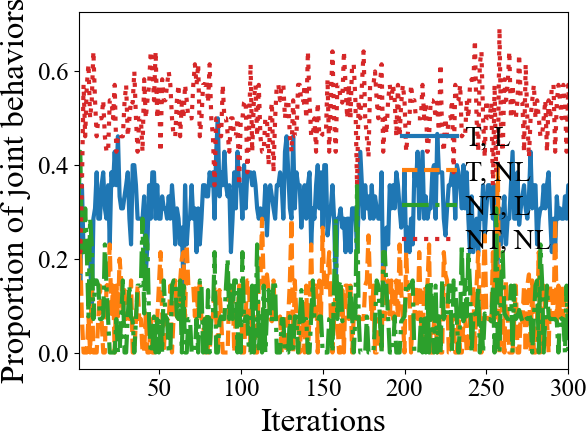 Proportion of joint behaviors
0.6
0.4
0.2
0.0
T, L
T, NL
NT, L
NT, NL
50 100 150 200 250 300
Iterations